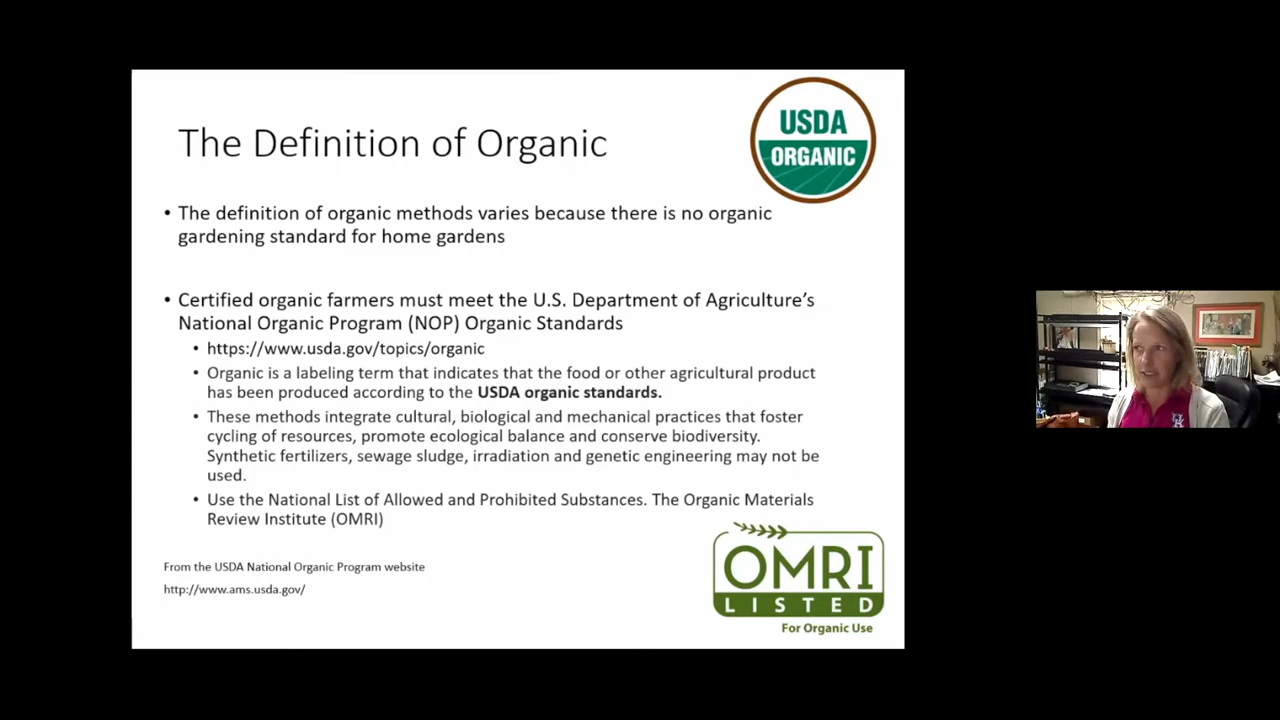 USDA
ORGANIC
The Definition of Organic
• The definition of organic methods varies because there is no organic
gardening standard for home gardens
• Certified organic farmers must meet the U.S. Department of Agriculture’s
National Organic Program (NOP) Organic Standards
• https://www.usda.gov/topics/organic
• Organic is a labeling term that indicates that the food or other agricultural product
has been produced according to the USDA organic standards.
• These methods integrate cultural, biological and mechanical practices that foster
cycling of resources, promote ecological balance and conserve biodiversity.
Synthetic fertilizers, sewage sludge, irradiation and genetic engineering may not be
used.
• Use the National List of Allowed and Prohibited Substances. The Organic Materials
Review Institute (OMRI)
From the USDA National Organic Program website
http://www.ams.usda.gov/
OMRI
LISTED
For Organic Use